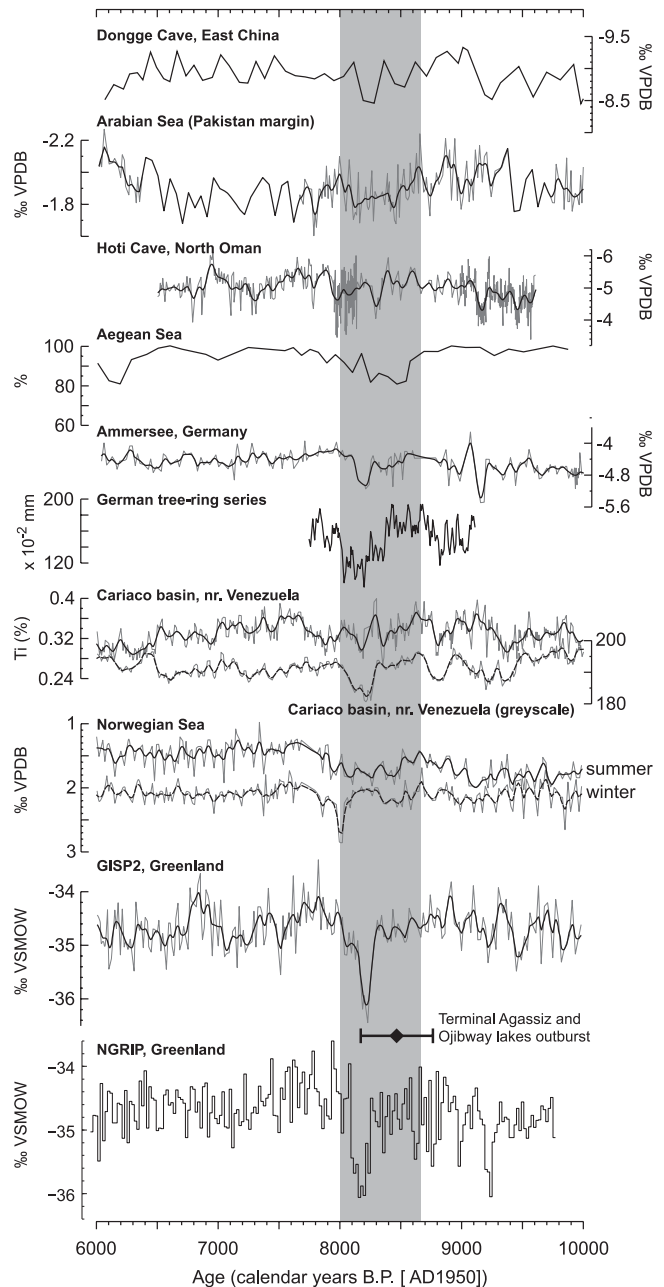 Dongge Cave, East China
-9.5
-8.5
‰ VPDB
Arabian Sea (Pakistan margin)
-2.2
-1.8
‰ VPDB
Hoti Cave, North Oman
-6
-5
-4
‰ VPDB
Aegean Sea
100
80
60
%
Ammersee, Germany
-4
-4.8
-5.6
‰ VPDB
German tree-ring series
200
120
x 10-2 mm
Cariaco basin, nr. Venezuela
0.4
0.32
0.24
Ti (%)
200
180
Cariaco basin, nr. Venezuela (greyscale)
Norwegian Sea
1
2
3
‰ VPDB
summer
winter
GISP2, Greenland
-34
-35
-36
‰ VSMOW
Terminal Agassiz and
Ojibway lakes outburst
NGRIP, Greenland
-34
-35
-36
‰ VSMOW
6000 7000 8000 9000 10000
Age (calendar years B.P. [ AD1950])